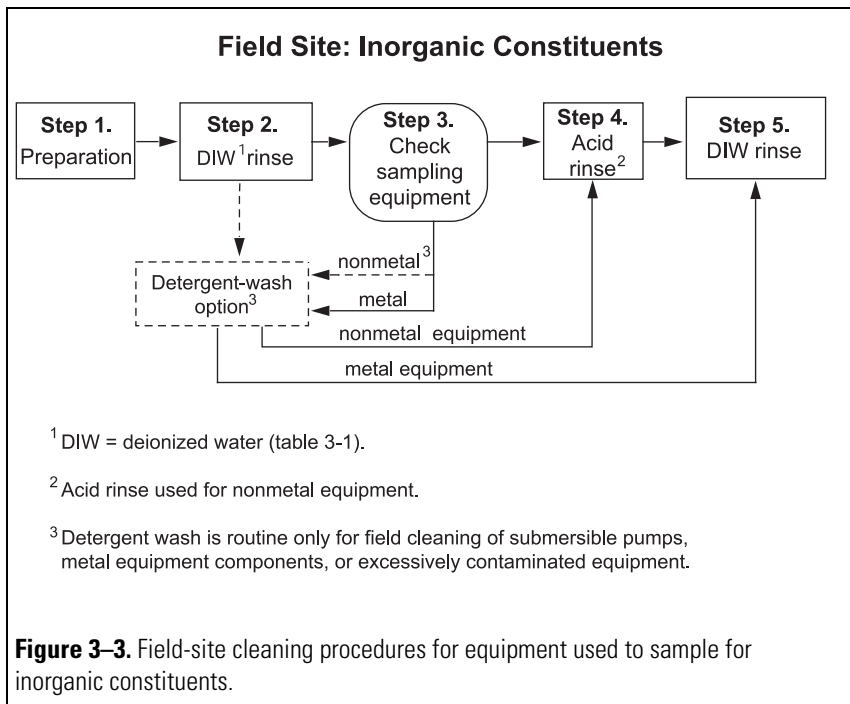 Field Site: Inorganic Constituents
Step 1.
Preparation
Step 2.
DIW¹ rinse
Step 3.
Check
sampling
equipment
Step 4.
Acid
rinse²
Step 5.
DIW rinse
Detergent-wash
option³
nonmetal³
metal
nonmetal equipment
metal equipment
¹ DIW = deionized water (table 3-1).
² Acid rinse used for nonmetal equipment.
³ Detergent wash is routine only for field cleaning of submersible pumps,
metal equipment components, or excessively contaminated equipment.
Figure 3–3. Field-site cleaning procedures for equipment used to sample for
inorganic constituents.